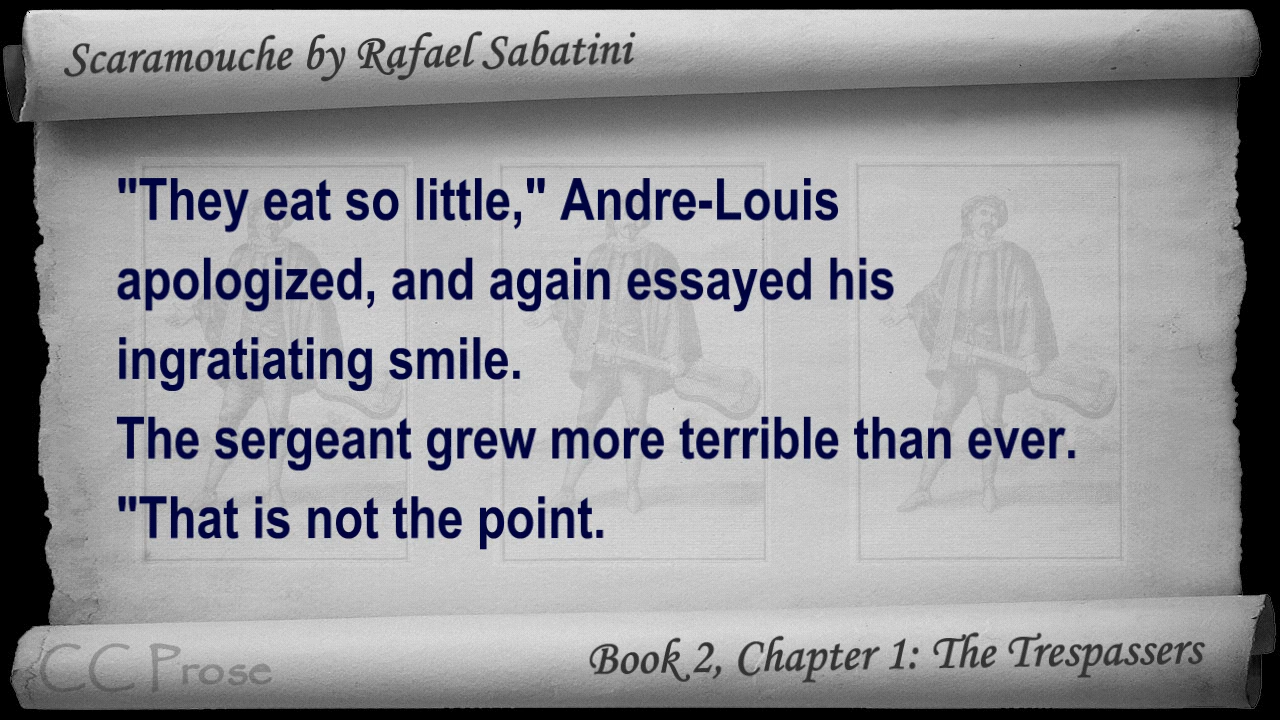 Scaramouche by Rafael Sabatini
"They eat so little," Andre-Louis
apologized, and again essayed his
ingratiating smile.
The sergeant grew more terrible than ever.
"That is not the point.
CC Prose
Book 2, Chapter 1: The Trespassers